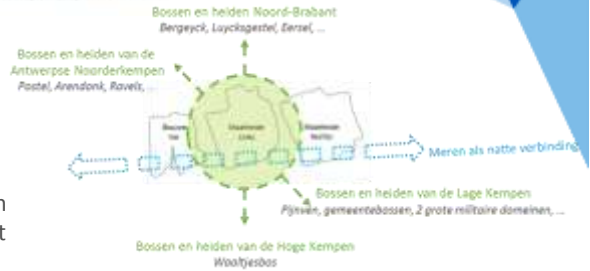 Bossen en heiden Noord-Brabant
Bergeyck, Luycksgestel, Eersel, ...
Bossen en heiden van de
Antwerpse Noorderkempen
Postel, Arendonk, Ravels, ...
Meren als natte verbinding
Bossen en heiden van de Lage Kempen
Pijnven, gemeentebossen, 2 grote militaire domeinen, ...
n
t
Bossen en heiden van de Hoge Kempen
Waaltjesbos